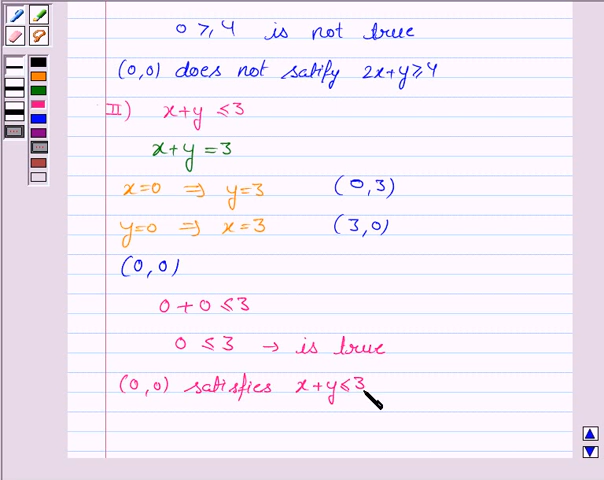 0 ⩾ 4 is not true
(0,0) does not satify 2x+y⩾4
II) x+y ⩽3
x+y =3
x=0 ⇒ y=3 (0,3)
y=0 ⇒ x=3 (3,0)
(0,0)
0+0 ⩽3
0 ⩽3 → is true
(0,0) satisfies x+y⩽3